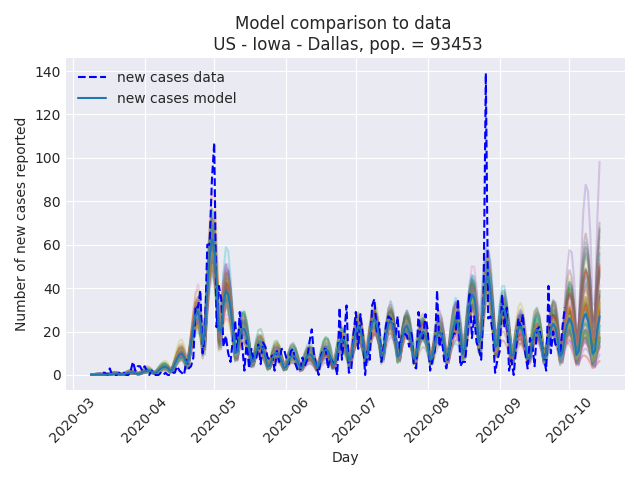 Model comparison to data
US - Iowa - Dallas, pop. = 93453
new cases data
new cases model
Number of new cases reported
140
120
100
80
60
40
20
0
2020-03
2020-04
2020-05
2020-06
2020-07
2020-08
2020-09
2020-10
Day